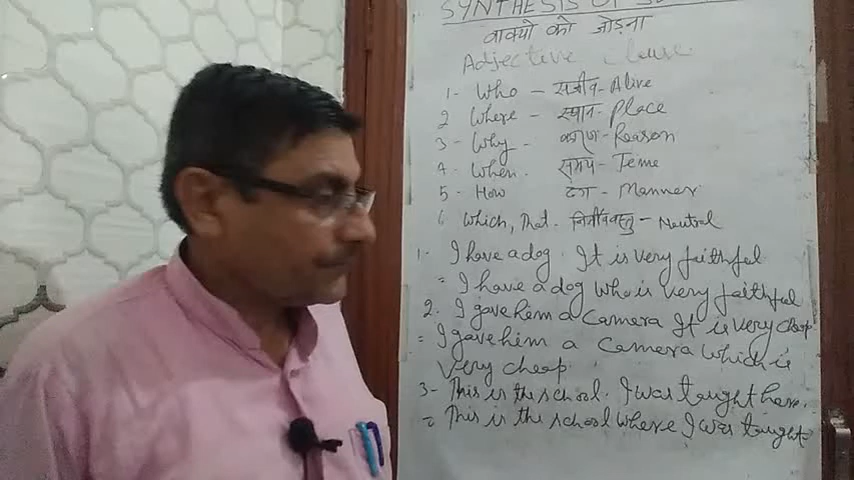 SYNTHESIS OF
वाक्यो को जोड़ना
Adjective Clause
1- Who - सजीव - Alive
2 Where - स्थान - Place
3 - Why - कारण - Reason
4 - When - समय - Teme
5 - How ढंग - Manner
6 Which, That - निर्जीव वस्तु - Neutral
1- I have a dog. It is very faithful
= I have a dog Who is very faithful
2. I gave hem a camera It is very cheap
= I gave him a camera which is
Very cheap
3- This is the school. I was taught here.
= This is the school where I was taught